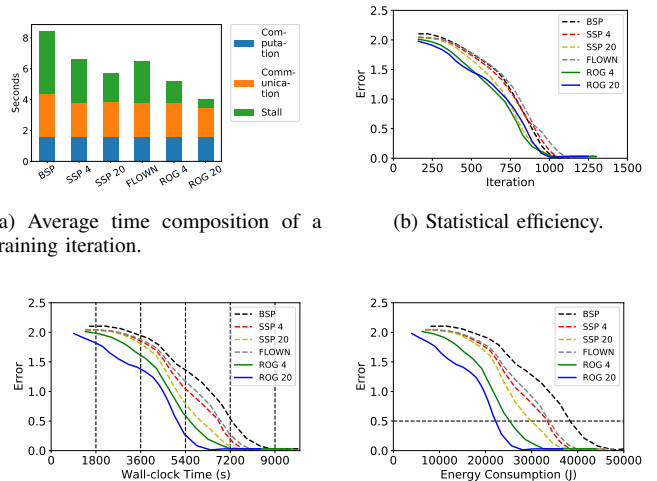 8
6
4
2
0
Seconds
BSP
SSP 4
SSP 20
FLOWN
ROG 4
ROG 20
Com-
puta-
tion
Comm-
unica-
tion
Stall
2.5
2.0
1.5
1.0
0.5
0.0
Error
0
250
500
750
1000
1250
1500
Iteration
BSP
SSP 4
SSP 20
FLOWN
ROG 4
ROG 20
a) Average time composition of a
raining iteration.
(b) Statistical efficiency.
2.5
2.0
1.5
1.0
0.5
0.0
Error
0
1800
3600
5400
7200
9000
Wall-clock Time (s)
BSP
SSP 4
SSP 20
FLOWN
ROG 4
ROG 20
2.5
2.0
1.5
1.0
0.5
0.0
Error
0
10000
20000
30000
40000
50000
Energy Consumption (J)
BSP
SSP 4
SSP 20
FLOWN
ROG 4
ROG 20